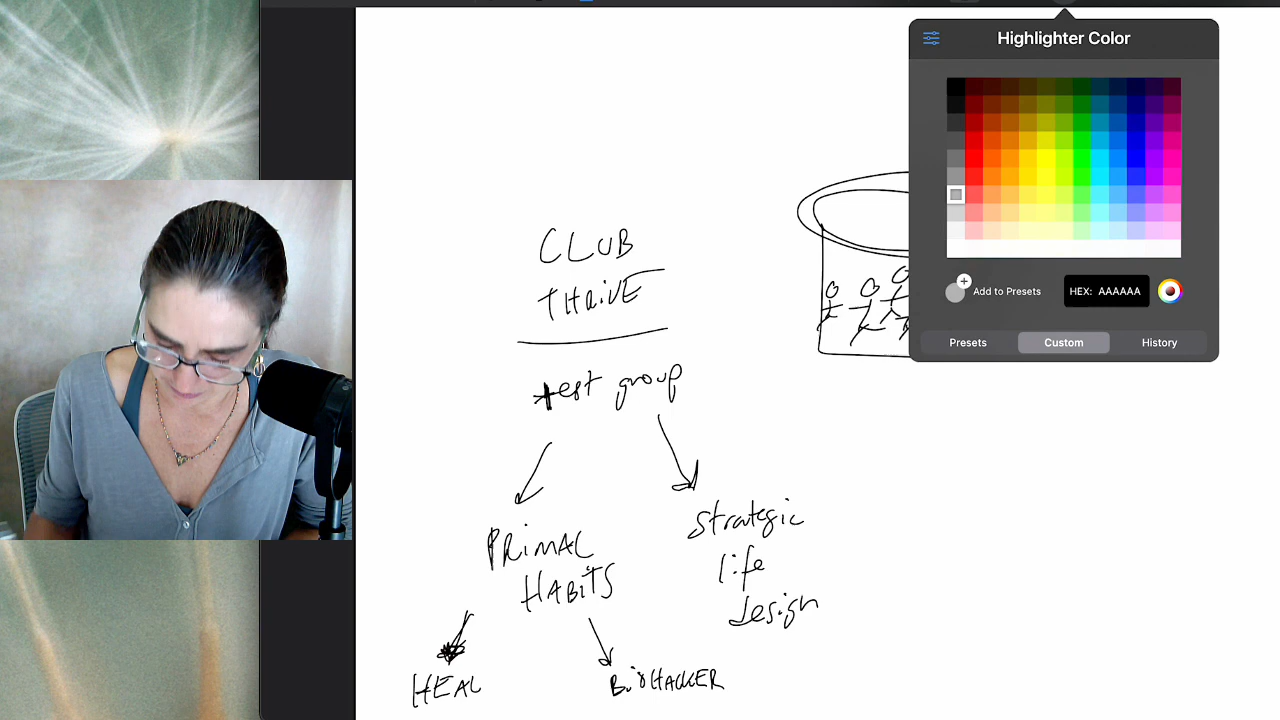 Highlighter Color
CLUB
THRiVE
test group
Add to Presets
HEX: AAAAAA
Presets
Custom
History
PRiMAL
HABiTS
strategic
life
design
HEAL
BiOHACKER